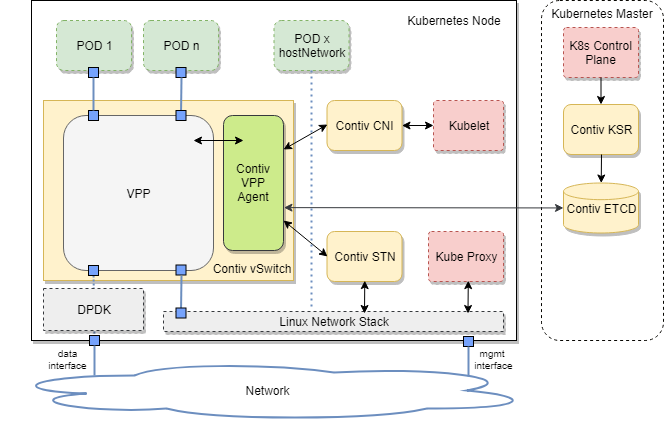 Kubernetes Node
Kubernetes Master
POD 1
POD n
POD x
hostNetwork
K8s Control
Plane
Contiv CNI
Kubelet
Contiv KSR
VPP
Contiv
VPP
Agent
Contiv ETCD
Contiv vSwitch
Contiv STN
Kube Proxy
DPDK
Linux Network Stack
data
interface
mgmt
interface
Network